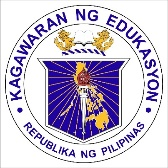 KAGAWARAN NG EDUKASYON
REPUBLIKA NG PILIPINAS